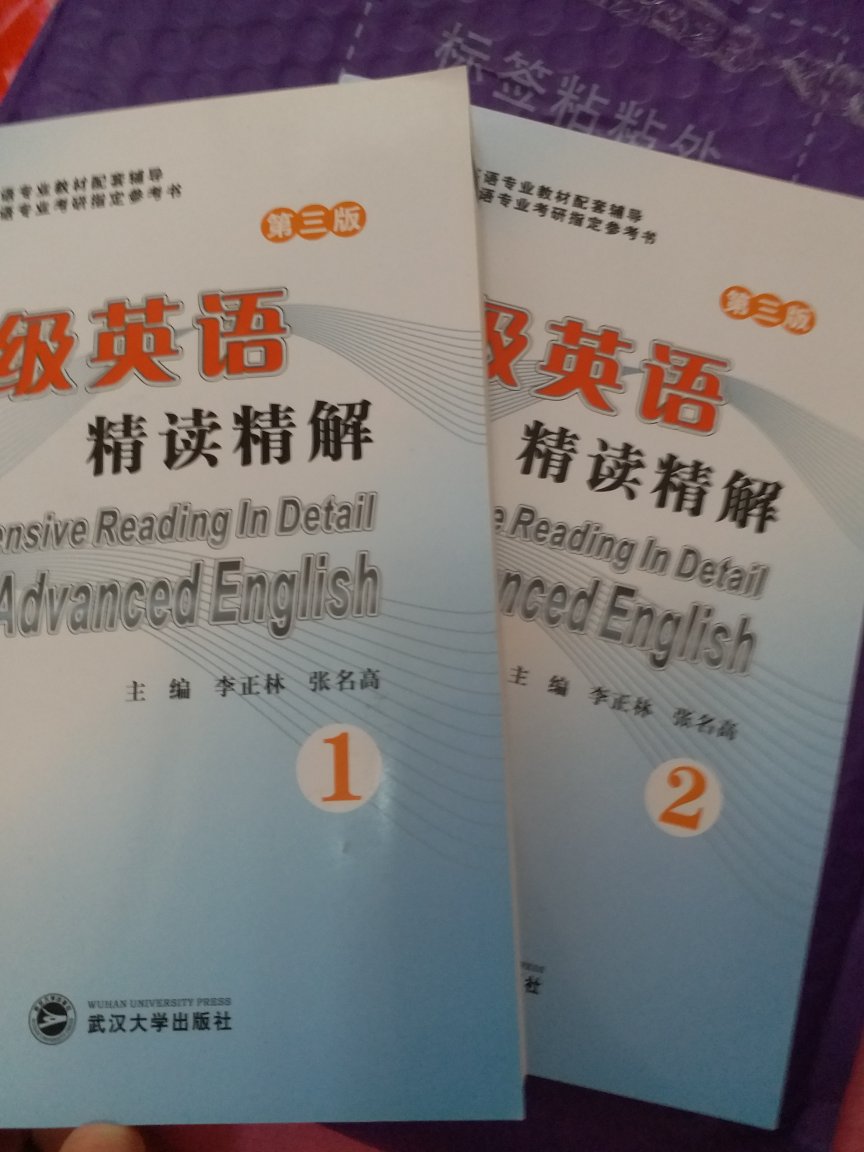 标签粘粘处
语专业教材配套辅导
语专业考研指定参考书
第三版
级英语
精读精解
ensive Reading In Detail
Advanced English
主 编 李正林 张名高
1
WUHAN UNIVERSITY PRESS
武汉大学出版社
英语专业教材配套辅导
语专业考研指定参考书
第三版
级英语
精读精解
e Reading In Detail
nced English
主 编 李正林 张名高
2
PRESS
社